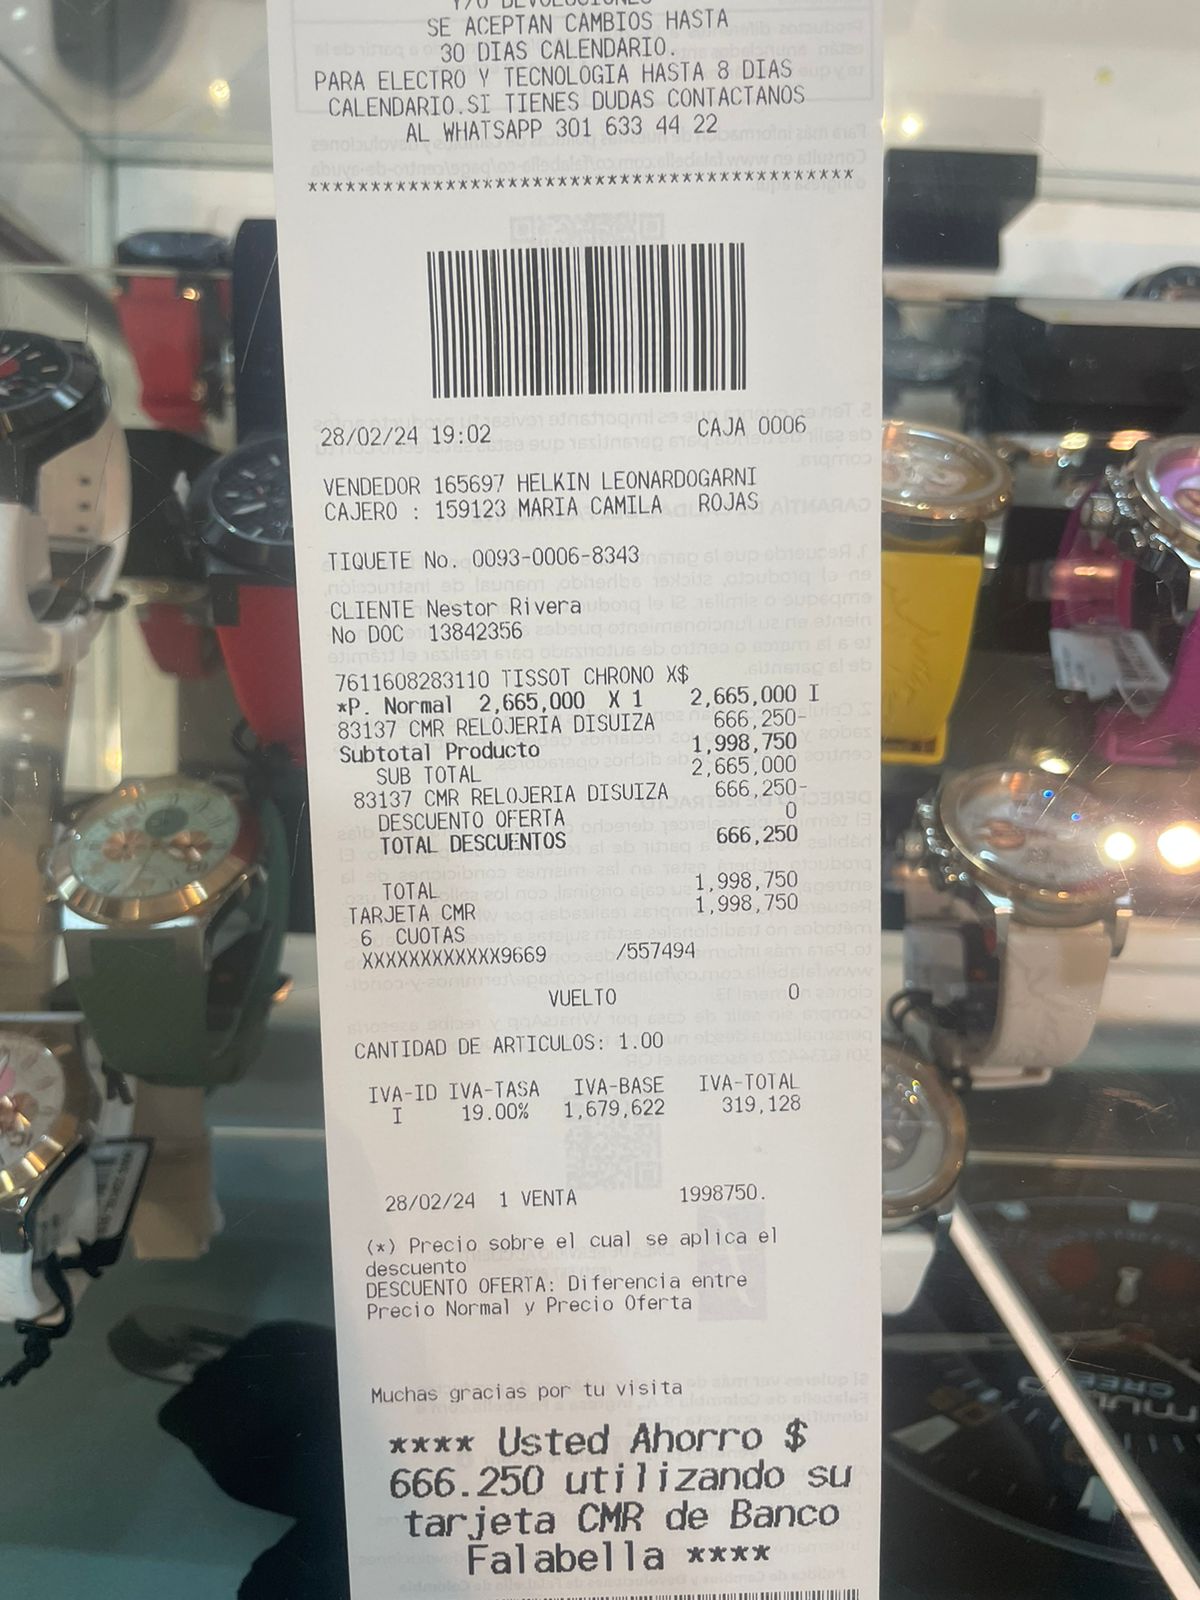 Y/O DEVOLUCIONES
SE ACEPTAN CAMBIOS HASTA
30 DIAS CALENDARIO.
PARA ELECTRO Y TECNOLOGIA HASTA 8 DIAS
CALENDARIO.SI TIENES DUDAS CONTACTANOS
AL WHATSAPP 301 633 44 22
********************************************
28/02/24 19:02 CAJA 0006
VENDEDOR 165697 HELKIN LEONARDOGARNI
CAJERO : 159123 MARIA CAMILA ROJAS
TIQUETE No. 0093-0006-8343
CLIENTE Nestor Rivera
No DOC 13842356
7611608283110 TISSOT CHRONO X$
*P. Normal 2,665,000 X 1 2,665,000 I
83137 CMR RELOJERIA DISUIZA 666,250-
Subtotal Producto 1,998,750
SUB TOTAL 2,665,000
83137 CMR RELOJERIA DISUIZA 666,250-
DESCUENTO OFERTA 0
TOTAL DESCUENTOS 666,250
TOTAL 1,998,750
TARJETA CMR 1,998,750
6 CUOTAS
XXXXXXXXXXXX9669 /557494
VUELTO 0
CANTIDAD DE ARTICULOS: 1.00
IVA-ID IVA-TASA IVA-BASE IVA-TOTAL
I 19.00% 1,679,622 319,128
28/02/24 1 VENTA 1998750.
(*) Precio sobre el cual se aplica el
descuento
DESCUENTO OFERTA: Diferencia entre
Precio Normal y Precio Oferta
Muchas gracias por tu visita
**** Usted Ahorro $
666.250 utilizando su
tarjeta CMR de Banco
Falabella ****